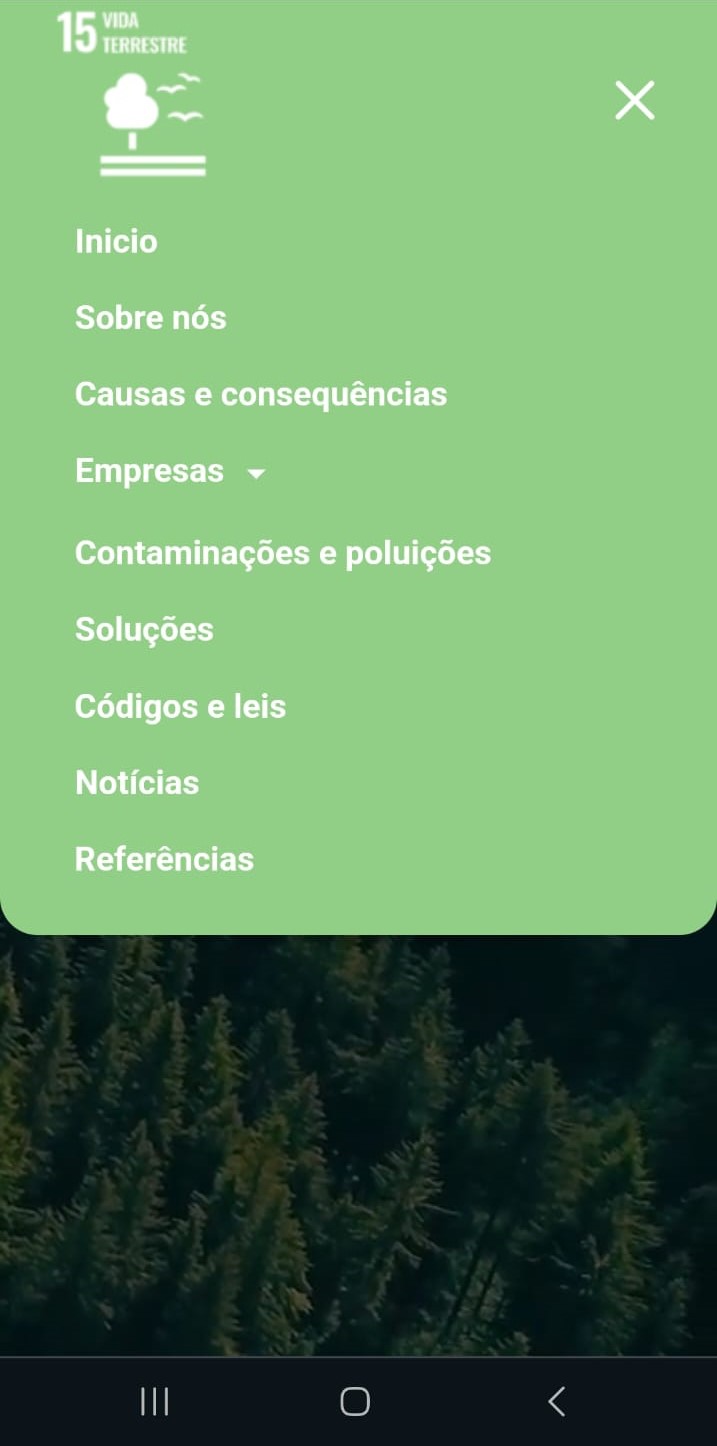 15 VIDA
TERRESTRE
Inicio
Sobre nós
Causas e consequências
Empresas
Contaminações e poluições
Soluções
Códigos e leis
Notícias
Referências